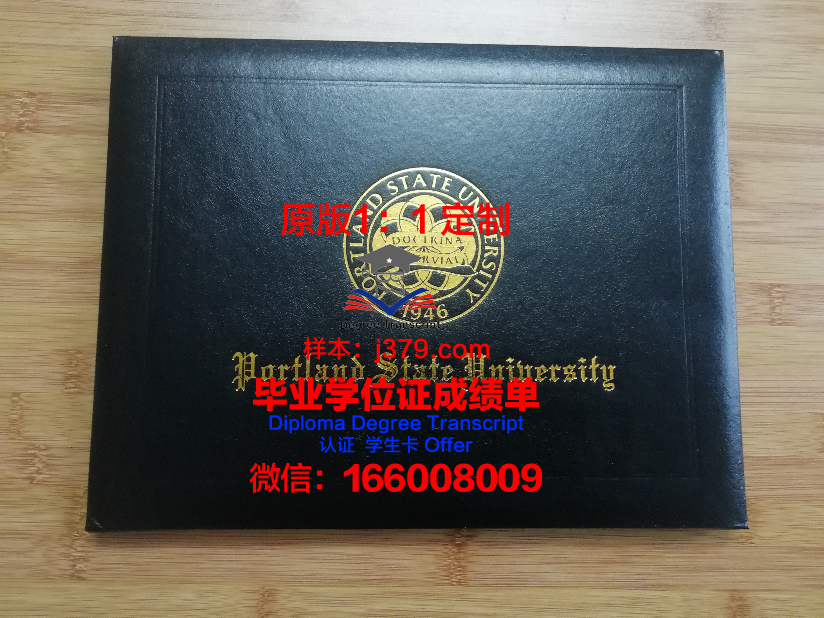 PORTLAND STATE UNIVERSITY
原版1：1 定制
DOCTRINA
1946
Degree Transcript
样本：j379.com
Portland State University
毕业学位证成绩单
Diploma Degree Transcript
认证 学生卡 Offer
微信：166008009